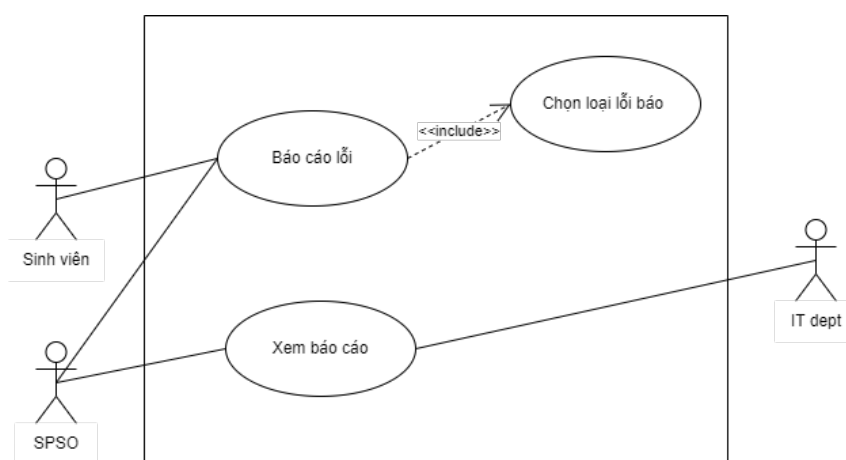 Chọn loại lỗi báo
<<include>>
Báo cáo lỗi
Sinh viên
IT dept
Xem báo cáo
SPSO